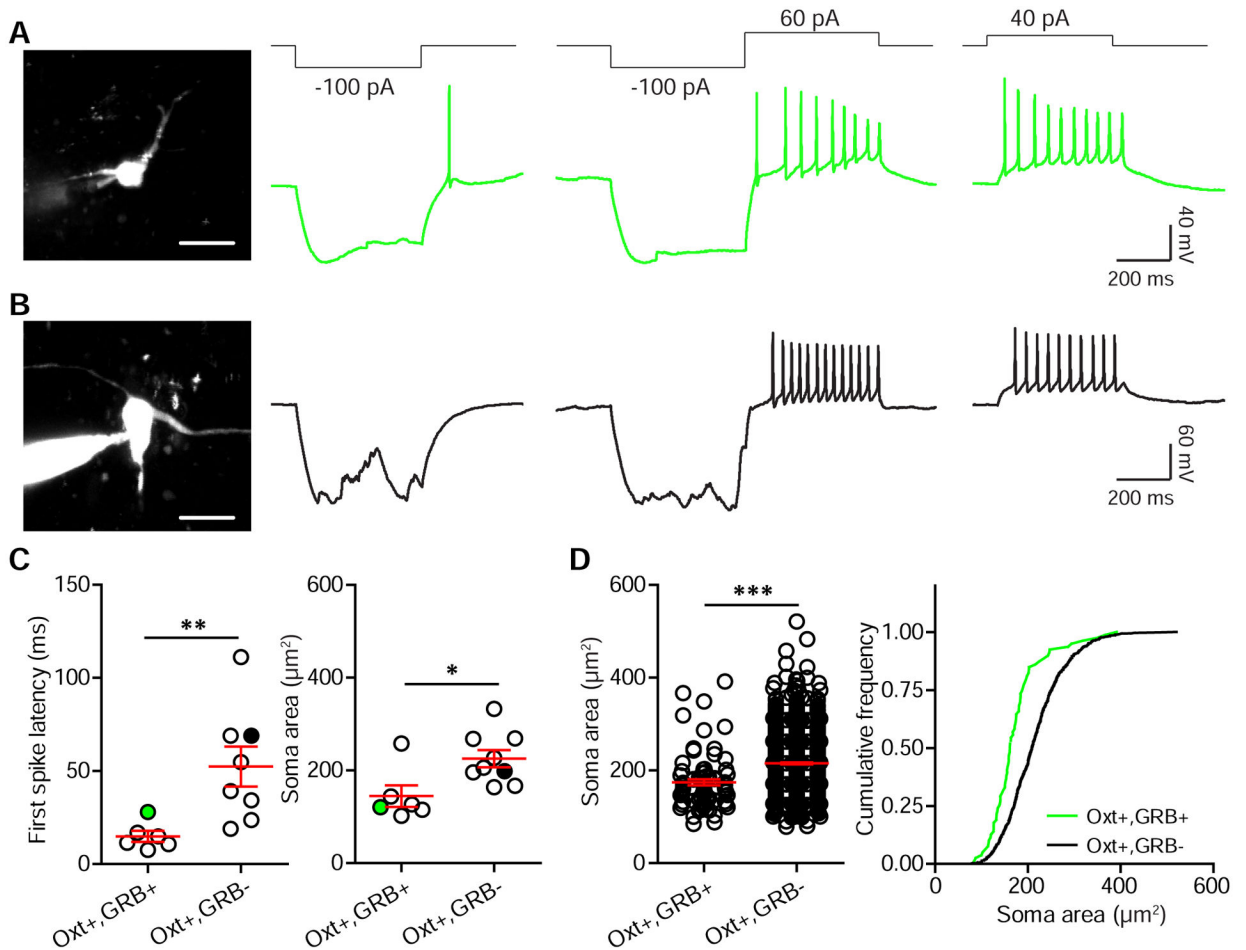 A
-100 pA
-100 pA
60 pA
40 pA
40 mV
200 ms
B
60 mV
200 ms
C
First spike latency (ms)
150
100
50
0
**
Oxt+,GRB+
Oxt+,GRB-
Soma area (µm²)
600
400
200
0
*
Oxt+,GRB+
Oxt+,GRB-
D
Soma area (µm²)
600
400
200
0
***
Oxt+,GRB+
Oxt+,GRB-
Cumulative frequency
1.00
0.75
0.50
0.25
0.00
Oxt+,GRB+
Oxt+,GRB-
0 200 400 600
Soma area (µm²)